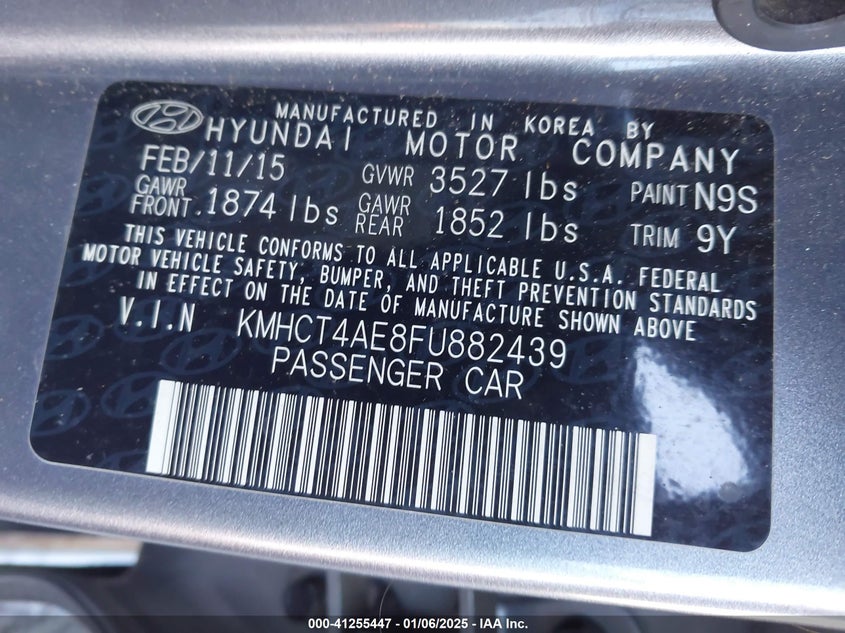 MANUFACTURED IN KOREA BY
HYUNDAI MOTOR COMPANY
FEB/11/15 GVWR 3527 lbs PAINT N9S
GAWR FRONT 1874 lbs GAWR REAR 1852 lbs TRIM 9Y
THIS VEHICLE CONFORMS TO ALL APPLICABLE U.S.A. FEDERAL
MOTOR VEHICLE SAFETY, BUMPER, AND THEFT PREVENTION STANDARDS
IN EFFECT ON THE DATE OF MANUFACTURE SHOWN ABOVE
V.I.N KMHCT4AE8FU882439
PASSENGER CAR
000-41255447 - 01/06/2025 - IAA Inc.